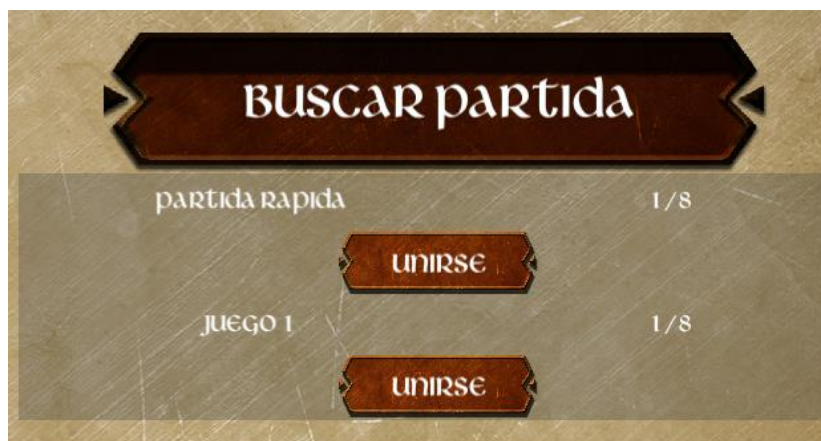 BUSCAR PARTIDA
PARTIDA RAPIDA 1/8
UNIRSE
JUEGO 1 1/8
UNIRSE